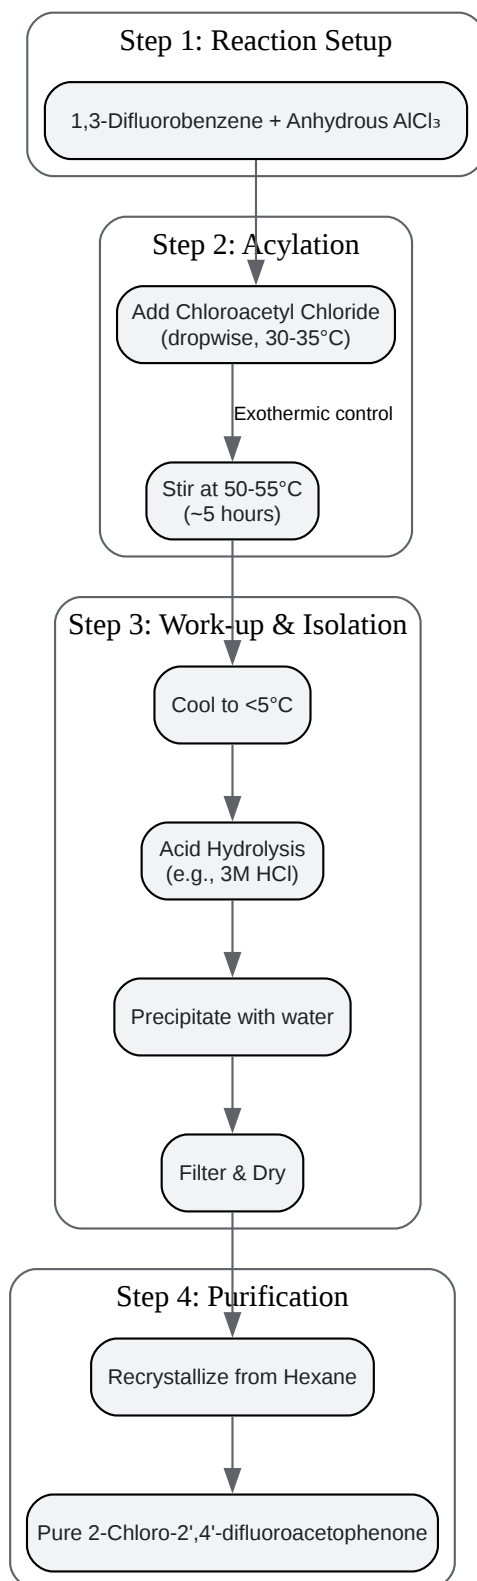 Step 1: Reaction Setup
1,3-Difluorobenzene + Anhydrous AlCl₃
Step 2: Acylation
Add Chloroacetyl Chloride
(dropwise, 30-35°C)
Exothermic control
Stir at 50-55°C
(~5 hours)
Step 3: Work-up & Isolation
Cool to <5°C
Acid Hydrolysis
(e.g., 3M HCl)
Precipitate with water
Filter & Dry
Step 4: Purification
Recrystallize from Hexane
Pure 2-Chloro-2',4'-difluoroacetophenone